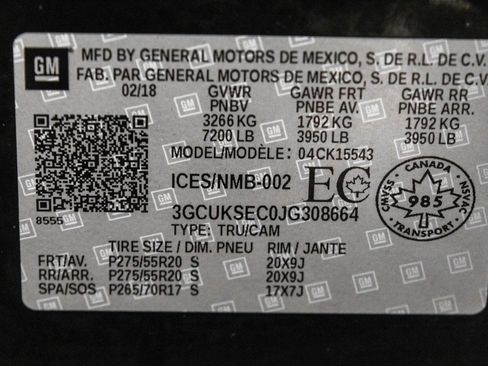 GM
MFD BY GENERAL MOTORS DE MEXICO, S. DE R.L. DE C.V.
FAB. PAR GENERAL MOTORS DE MEXICO, S. DE R.L. DE C.V.
02/18 GVWR GAWR FRT GAWR RR
PNBV PNBE AV. PNBE ARR.
3266 KG 1792 KG 1792 KG
7200 LB 3950 LB 3950 LB
MODEL/MODÈLE: 04CK15543
ICES/NMB-002 EC
CANADA
CMVSS 985 NSVAC
TRANSPORT
8555
3GCUKSEC0JG308664
TYPE: TRU/CAM
TIRE SIZE / DIM. PNEU RIM / JANTE
FRT/AV. P275/55R20 S 20X9J
RR/ARR. P275/55R20 S 20X9J
SPA/SOS P265/70R17 S 17X7J